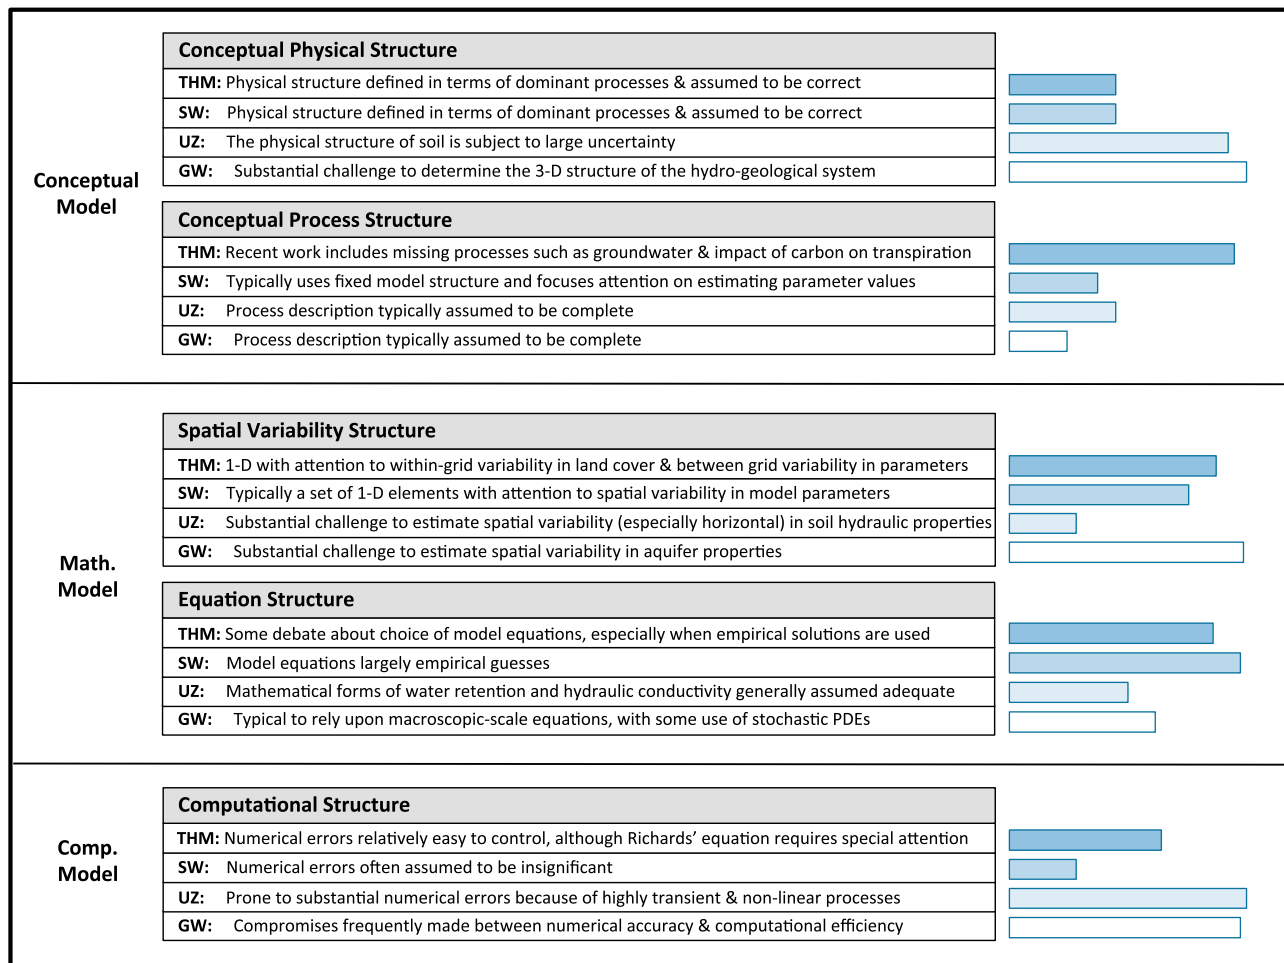 Conceptual Model
Conceptual Physical Structure
THM: Physical structure defined in terms of dominant processes & assumed to be correct
SW: Physical structure defined in terms of dominant processes & assumed to be correct
UZ: The physical structure of soil is subject to large uncertainty
GW: Substantial challenge to determine the 3-D structure of the hydro-geological system
Conceptual Process Structure
THM: Recent work includes missing processes such as groundwater & impact of carbon on transpiration
SW: Typically uses fixed model structure and focuses attention on estimating parameter values
UZ: Process description typically assumed to be complete
GW: Process description typically assumed to be complete
Math.
Model
Spatial Variability Structure
THM: 1-D with attention to within-grid variability in land cover & between grid variability in parameters
SW: Typically a set of 1-D elements with attention to spatial variability in model parameters
UZ: Substantial challenge to estimate spatial variability (especially horizontal) in soil hydraulic properties
GW: Substantial challenge to estimate spatial variability in aquifer properties
Equation Structure
THM: Some debate about choice of model equations, especially when empirical solutions are used
SW: Model equations largely empirical guesses
UZ: Mathematical forms of water retention and hydraulic conductivity generally assumed adequate
GW: Typical to rely upon macroscopic-scale equations, with some use of stochastic PDEs
Comp.
Model
Computational Structure
THM: Numerical errors relatively easy to control, although Richards’ equation requires special attention
SW: Numerical errors often assumed to be insignificant
UZ: Prone to substantial numerical errors because of highly transient & non-linear processes
GW: Compromises frequently made between numerical accuracy & computational efficiency